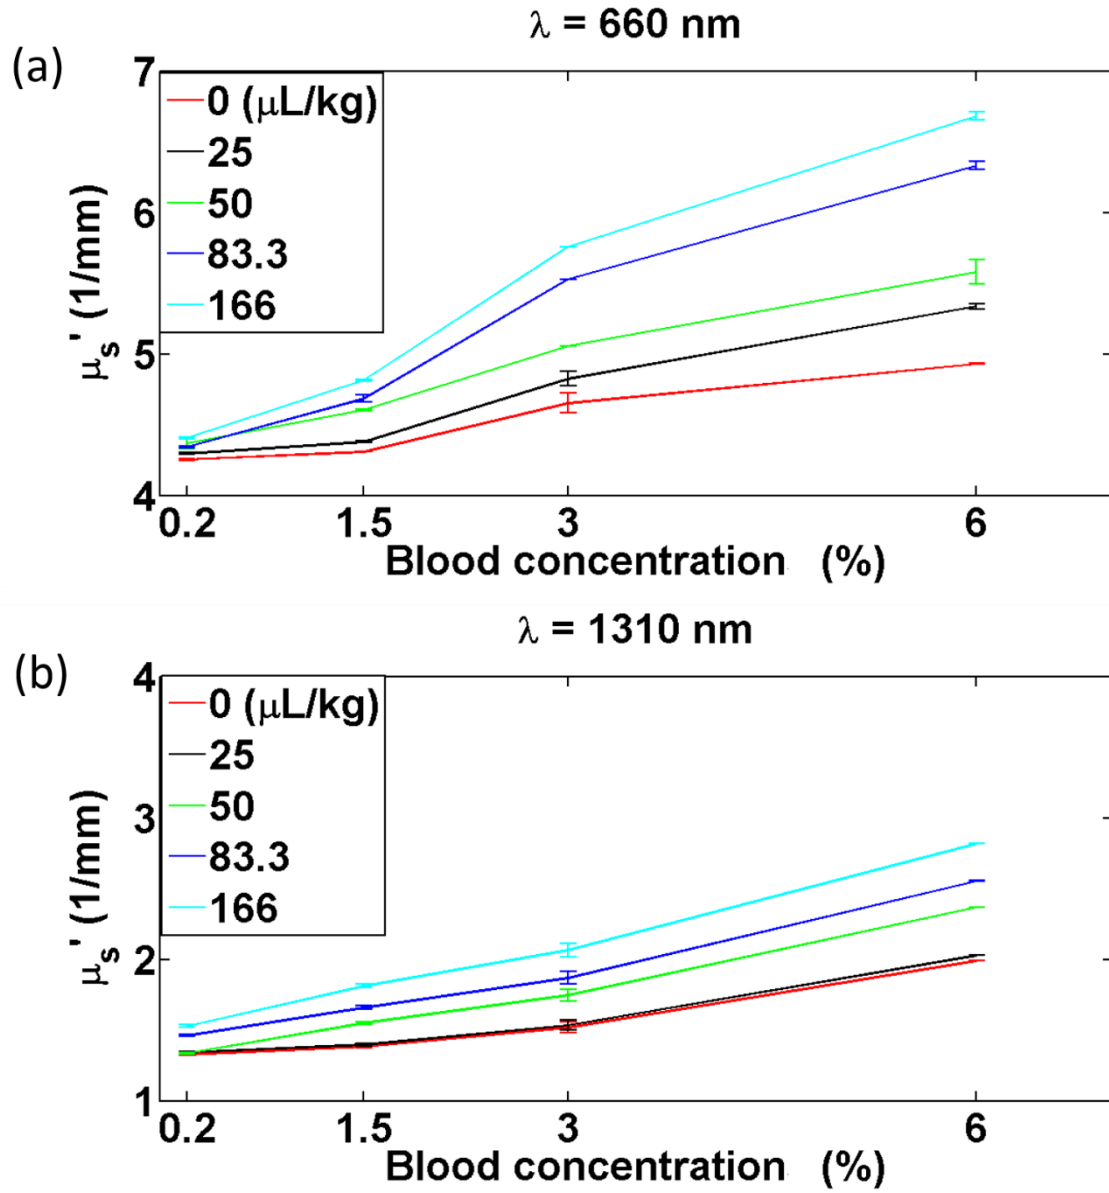 λ = 660 nm
(a)
7
6
5
4
μs' (1/mm)
0 (μL/kg)
25
50
83.3
166
0.2 1.5 3 6
Blood concentration (%)
λ = 1310 nm
(b)
4
3
2
1
μs' (1/mm)
0 (μL/kg)
25
50
83.3
166
0.2 1.5 3 6
Blood concentration (%)